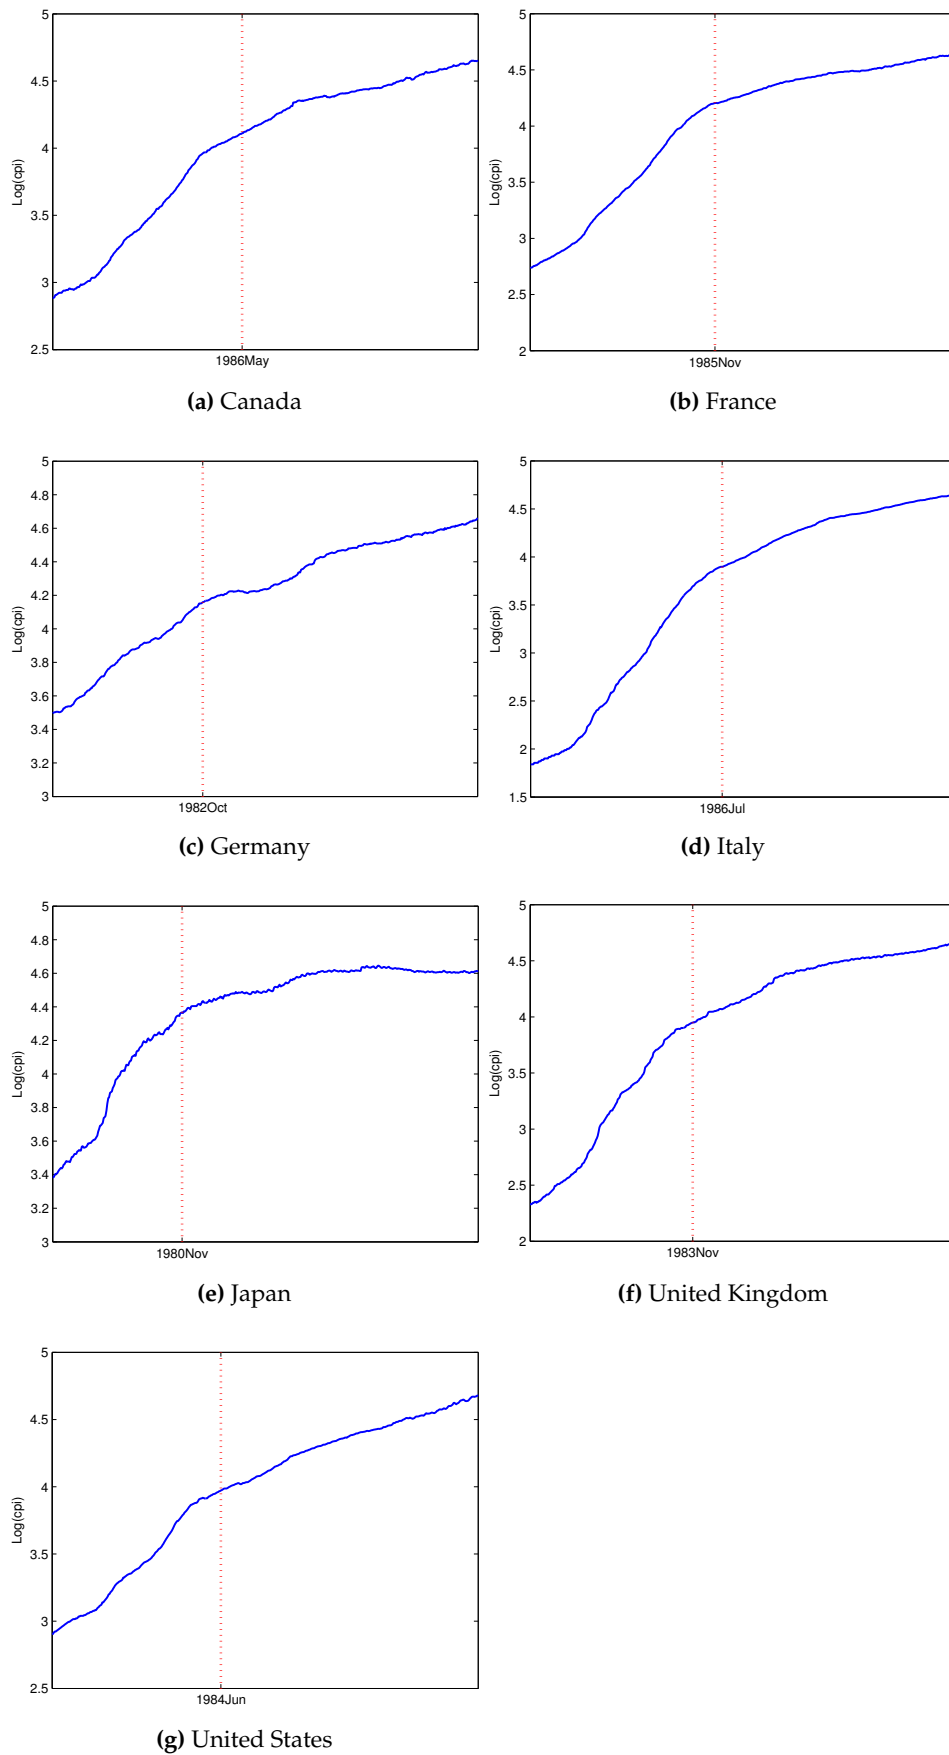 5
4.5
4
3.5
3
2.5
Log(cpi)
1986May
(a) Canada
5
4.5
4
3.5
3
2.5
2
Log(cpi)
1985Nov
(b) France
5
4.8
4.6
4.4
4.2
4
3.8
3.6
3.4
3.2
3
Log(cpi)
1982Oct
(c) Germany
5
4.5
4
3.5
3
2.5
2
1.5
Log(cpi)
1986Jul
(d) Italy
5
4.8
4.6
4.4
4.2
4
3.8
3.6
3.4
3.2
3
Log(cpi)
1980Nov
(e) Japan
5
4.5
4
3.5
3
2.5
2
Log(cpi)
1983Nov
(f) United Kingdom
5
4.5
4
3.5
3
2.5
Log(cpi)
1984Jun
(g) United States